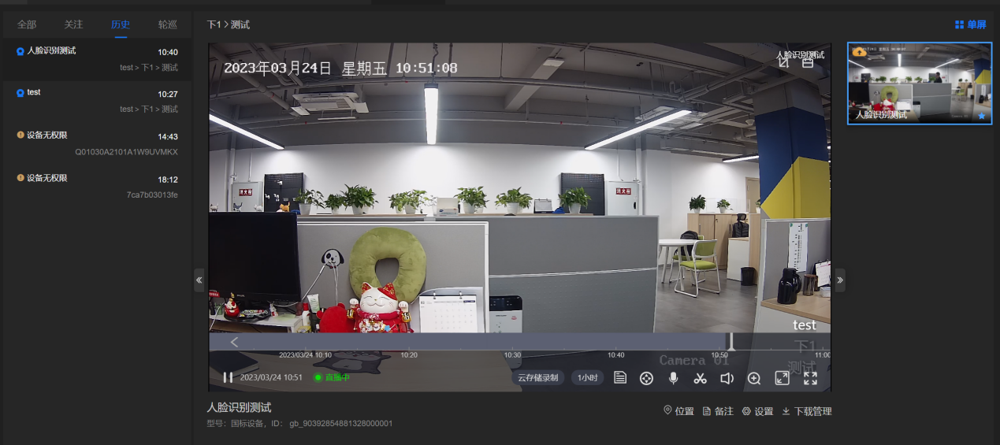 全部 关注 历史 轮巡
人脸识别测试 10:40
test > 下1 > 测试
test 10:27
test > 下1 > 测试
设备无权限 14:43
Q01030A2101A1W9UVMKX
设备无权限 18:12
7ca7b03013fe
下1 > 测试
单屏
2023年03月24日 星期五 10:51:08
人脸识别测试
消火栓
消火栓
test
下1
测试
Camera 01
2023/03/24 10:10 10:20 10:30 10:40 10:50 11:00
2023/03/24 10:51 直播中 云存储录制 1小时
人脸识别测试
型号: 国标设备, ID: gb_90392854881328000001
位置 备注 设置 下载管理
人脸识别测试